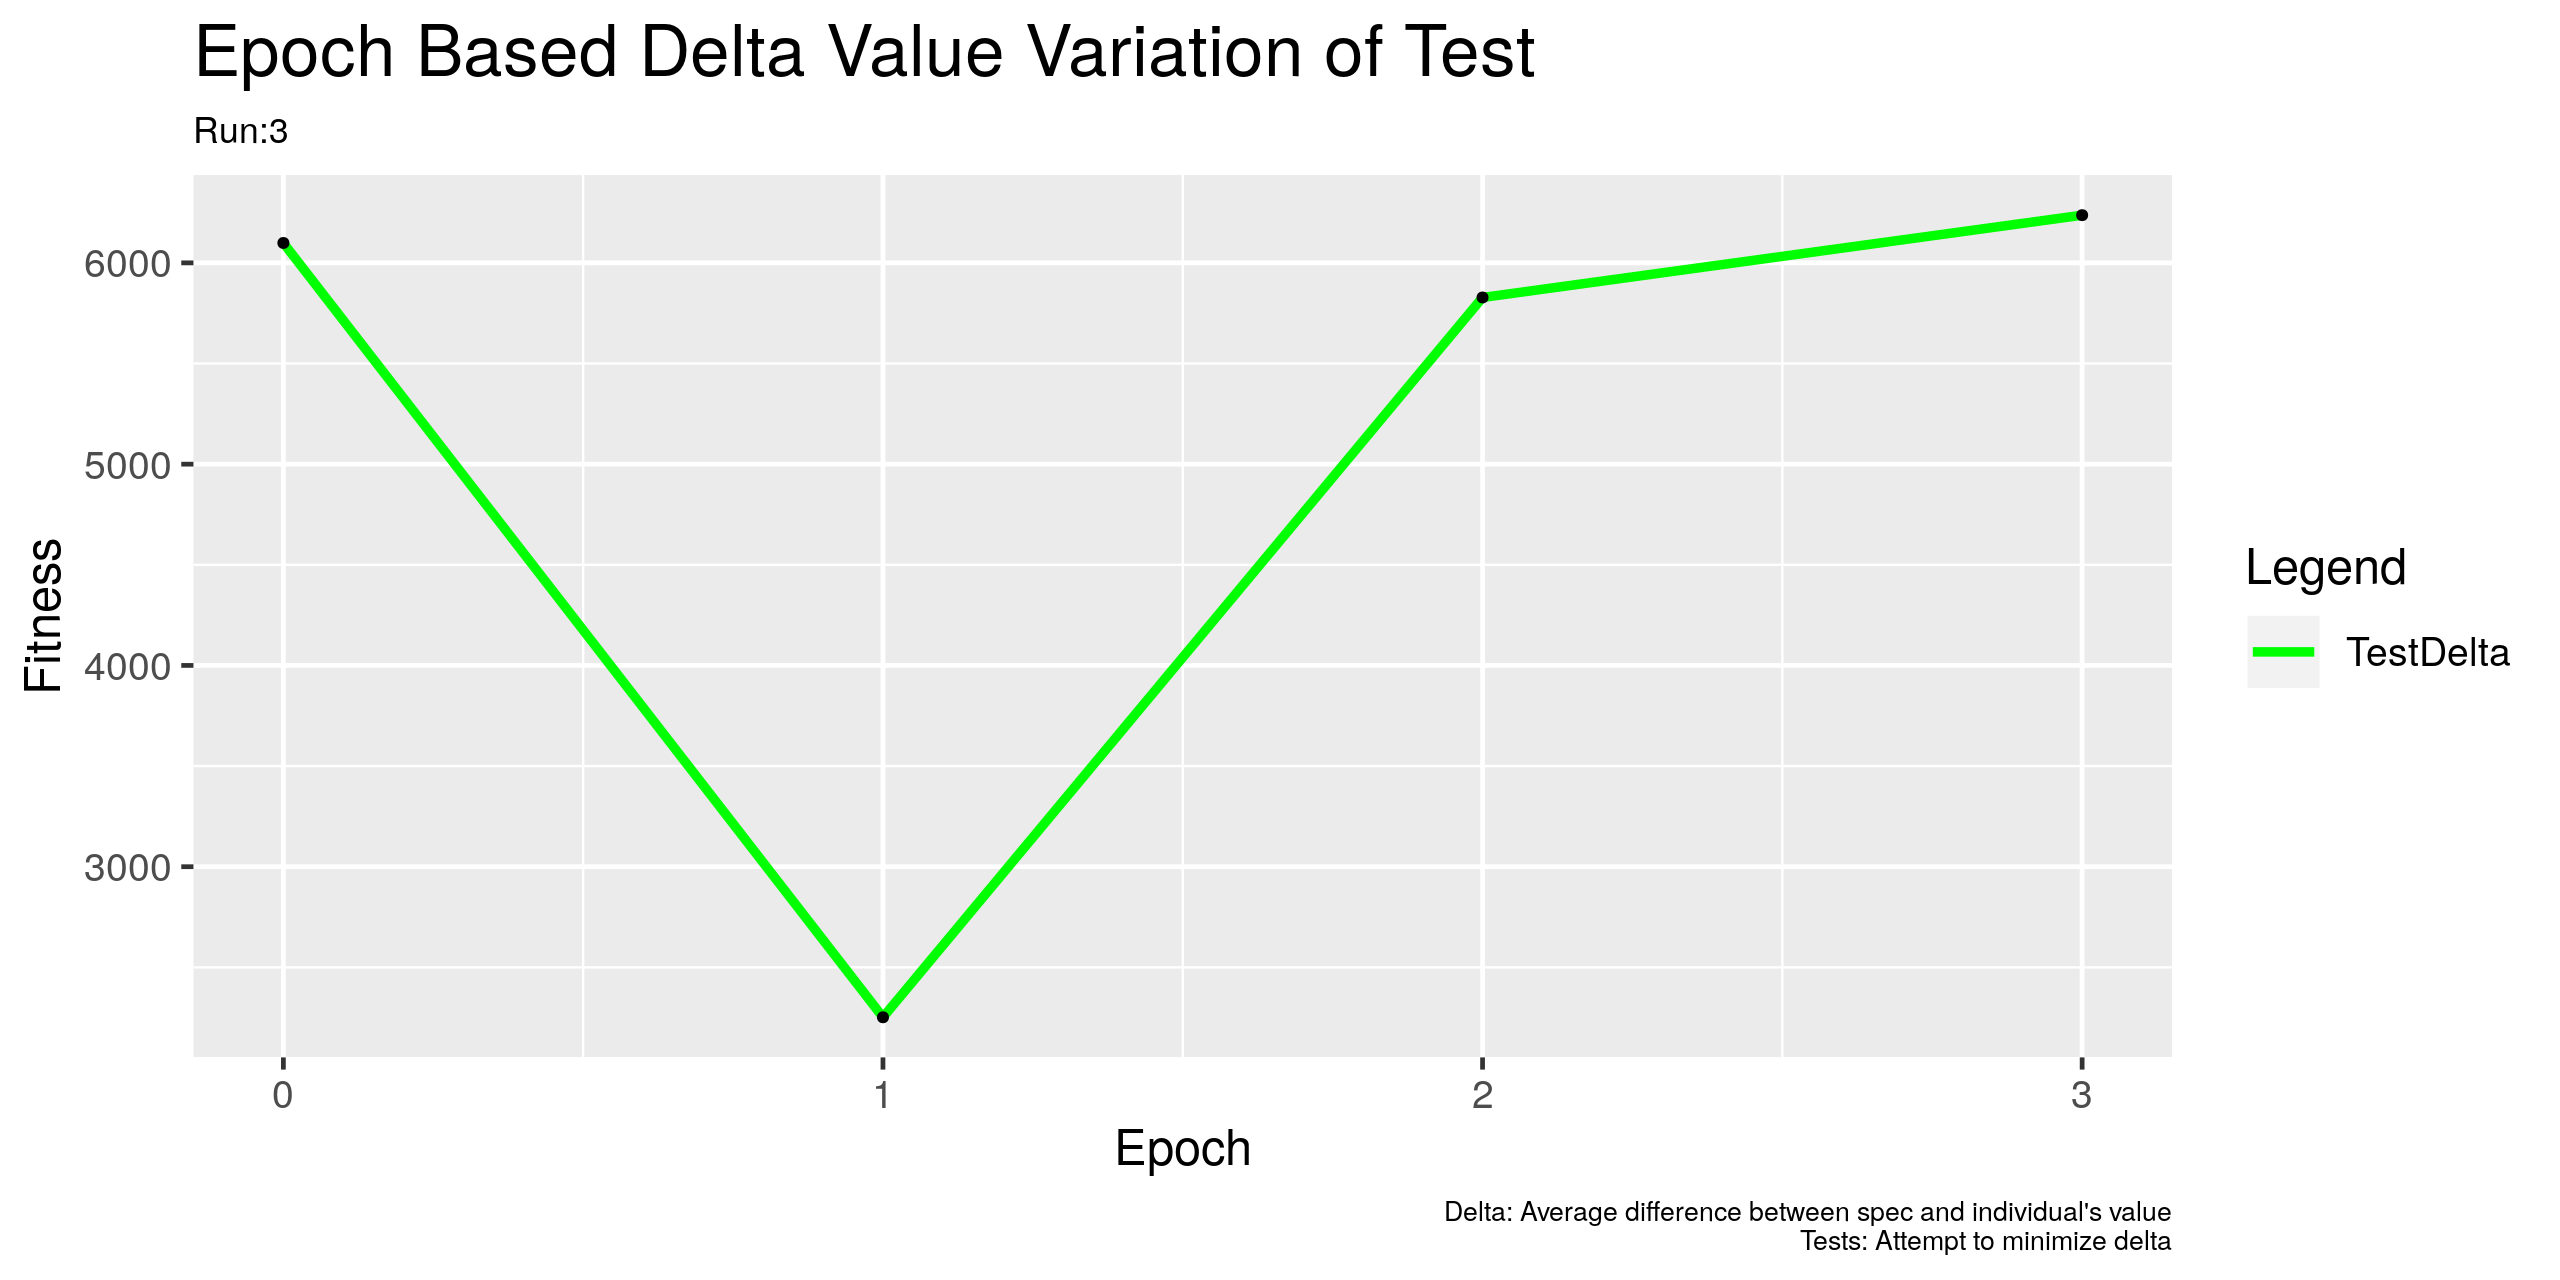 Epoch Based Delta Value Variation of Test
Run:3
Fitness
6000
5000
4000
3000
0 1 2 3
Epoch
Legend
TestDelta
Delta: Average difference between spec and individual's value
Tests: Attempt to minimize delta